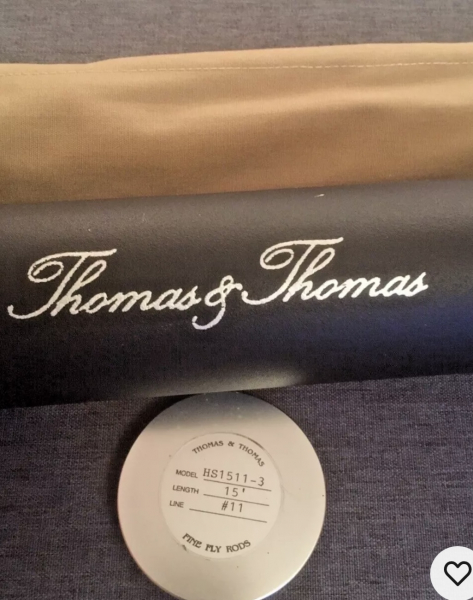 Thomas & Thomas
THOMAS & THOMAS
MODEL HS1511-3
LENGTH 15'
LINE #11
FINE FLY RODS